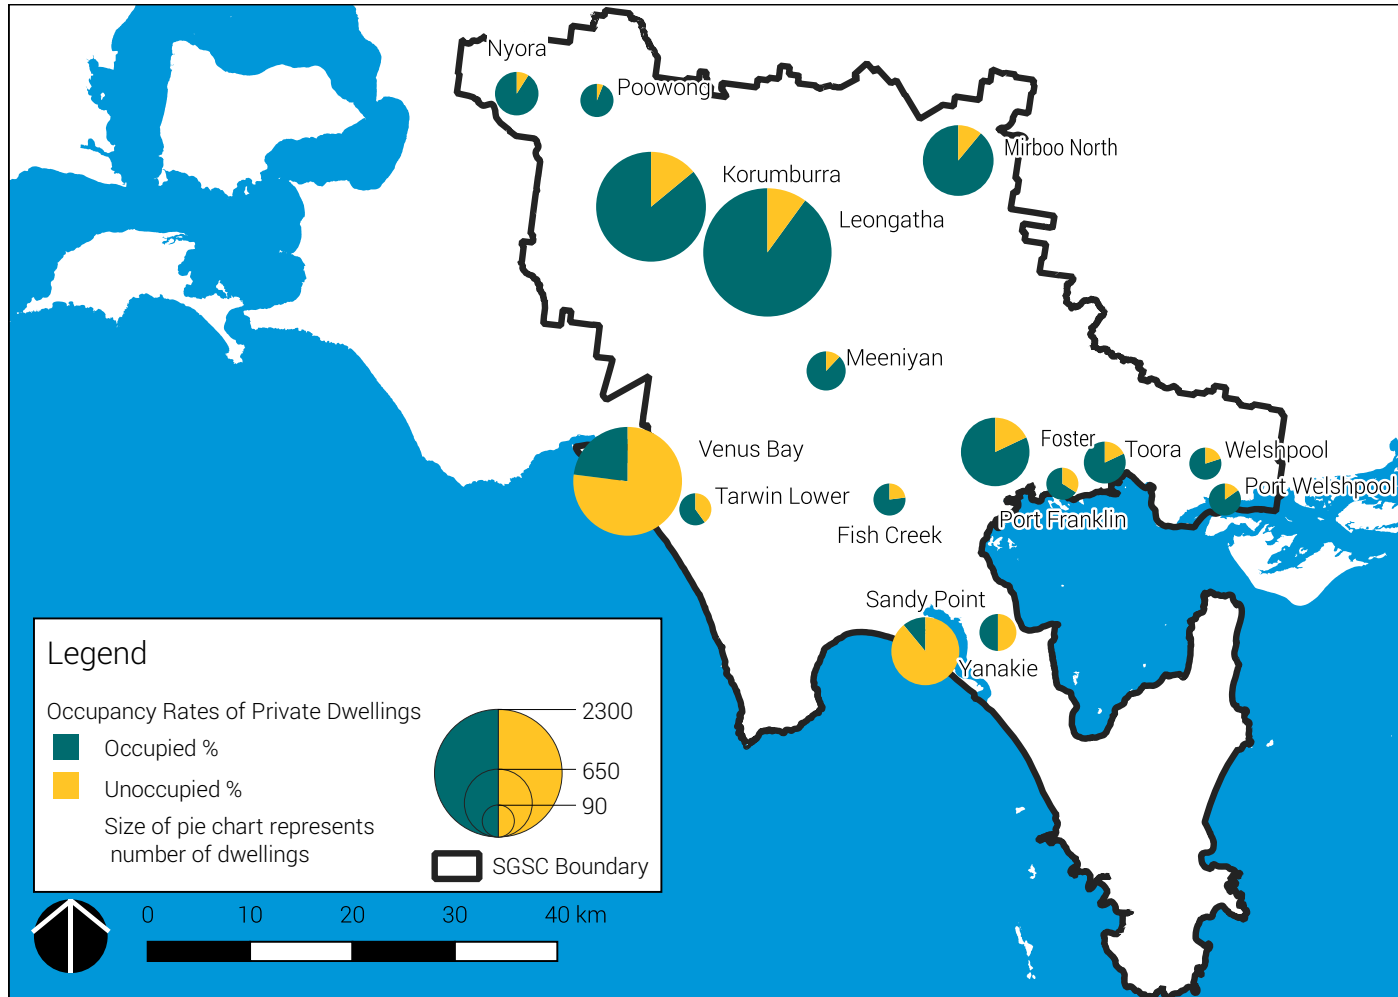 Nyora
Poowong
Mirboo North
Korumburra
Leongatha
Meeniyan
Venus Bay
Foster
Toora
Welshpool
Tarwin Lower
Port Welshpool
Port Franklin
Fish Creek
Sandy Point
Yanakie
Legend
Occupancy Rates of Private Dwellings
Occupied %
Unoccupied %
Size of pie chart represents
number of dwellings
2300
650
90
SGSC Boundary
0 10 20 30 40 km